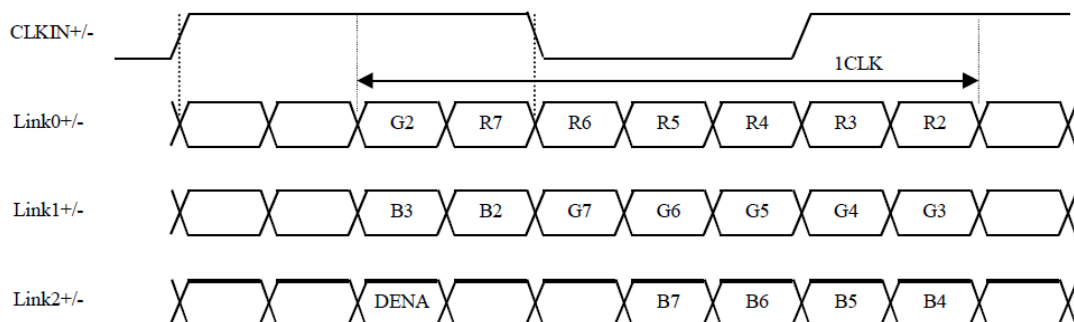 CLKIN+/-
1CLK
Link0+/- G2 R7 R6 R5 R4 R3 R2
Link1+/- B3 B2 G7 G6 G5 G4 G3
Link2+/- DENA B7 B6 B5 B4